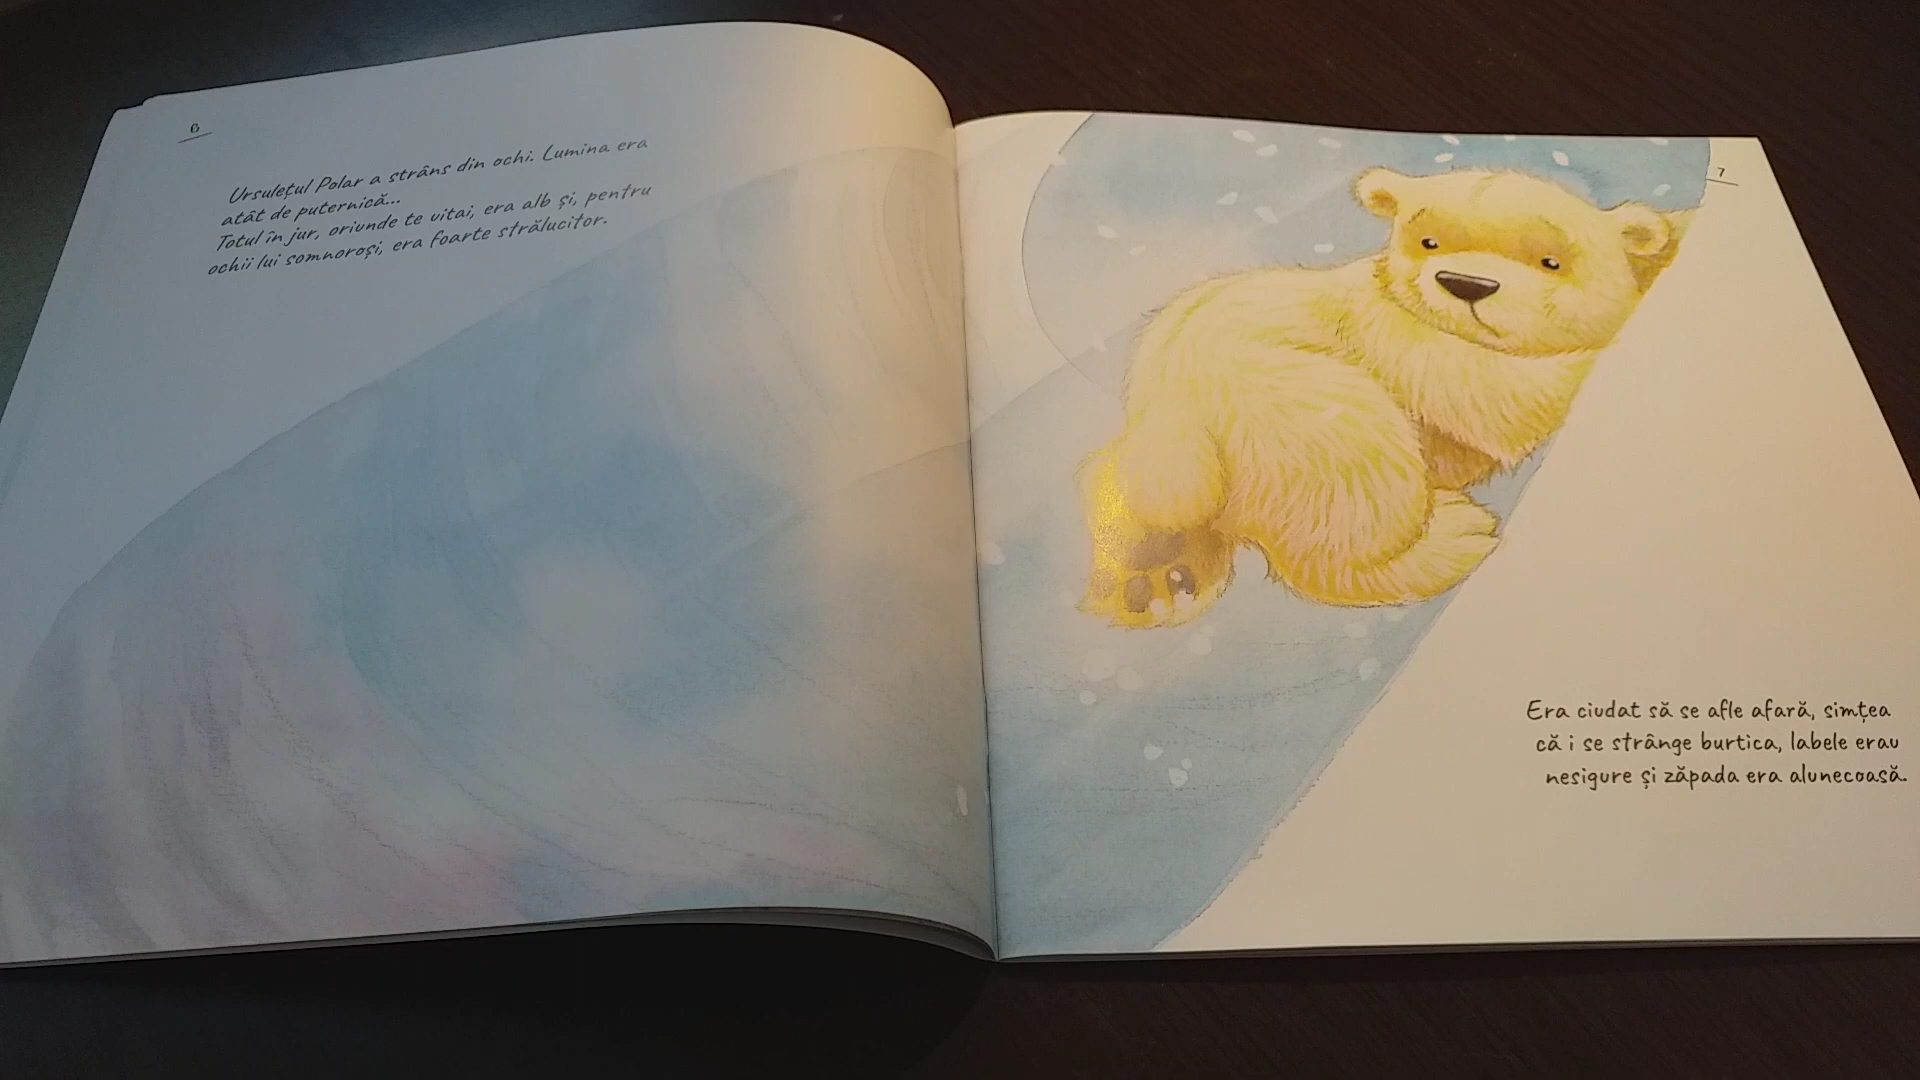 6
Ursulețul Polar a strâns din ochi. Lumina era
atât de puternică...
Totul în jur, oriunde te uitai, era alb și, pentru
ochii lui somnoroși, era foarte strălucitor.
7
Era ciudat să se afle afară, simțea
că i se strânge burtica, labele erau
nesigure și zăpada era alunecoasă.